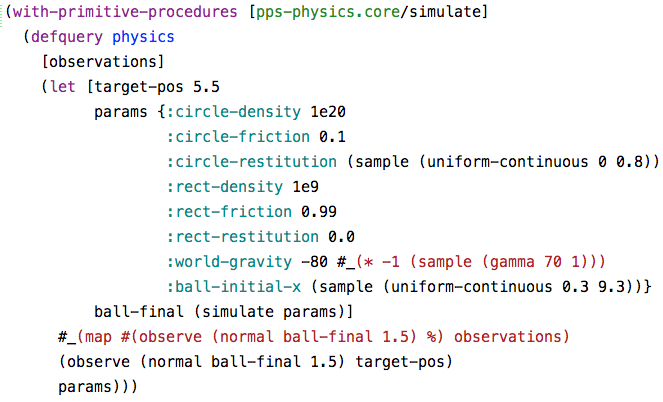 (with-primitive-procedures [pps-physics.core/simulate]
  (defquery physics
    [observations]
    (let [target-pos 5.5
          params {:circle-density 1e20
                  :circle-friction 0.1
                  :circle-restitution (sample (uniform-continuous 0 0.8))
                  :rect-density 1e9
                  :rect-friction 0.99
                  :rect-restitution 0.0
                  :world-gravity -80 #_(* -1 (sample (gamma 70 1)))
                  :ball-initial-x (sample (uniform-continuous 0.3 9.3))}
          ball-final (simulate params)]
      #_(map #(observe (normal ball-final 1.5) %) observations)
      (observe (normal ball-final 1.5) target-pos)
      params)))